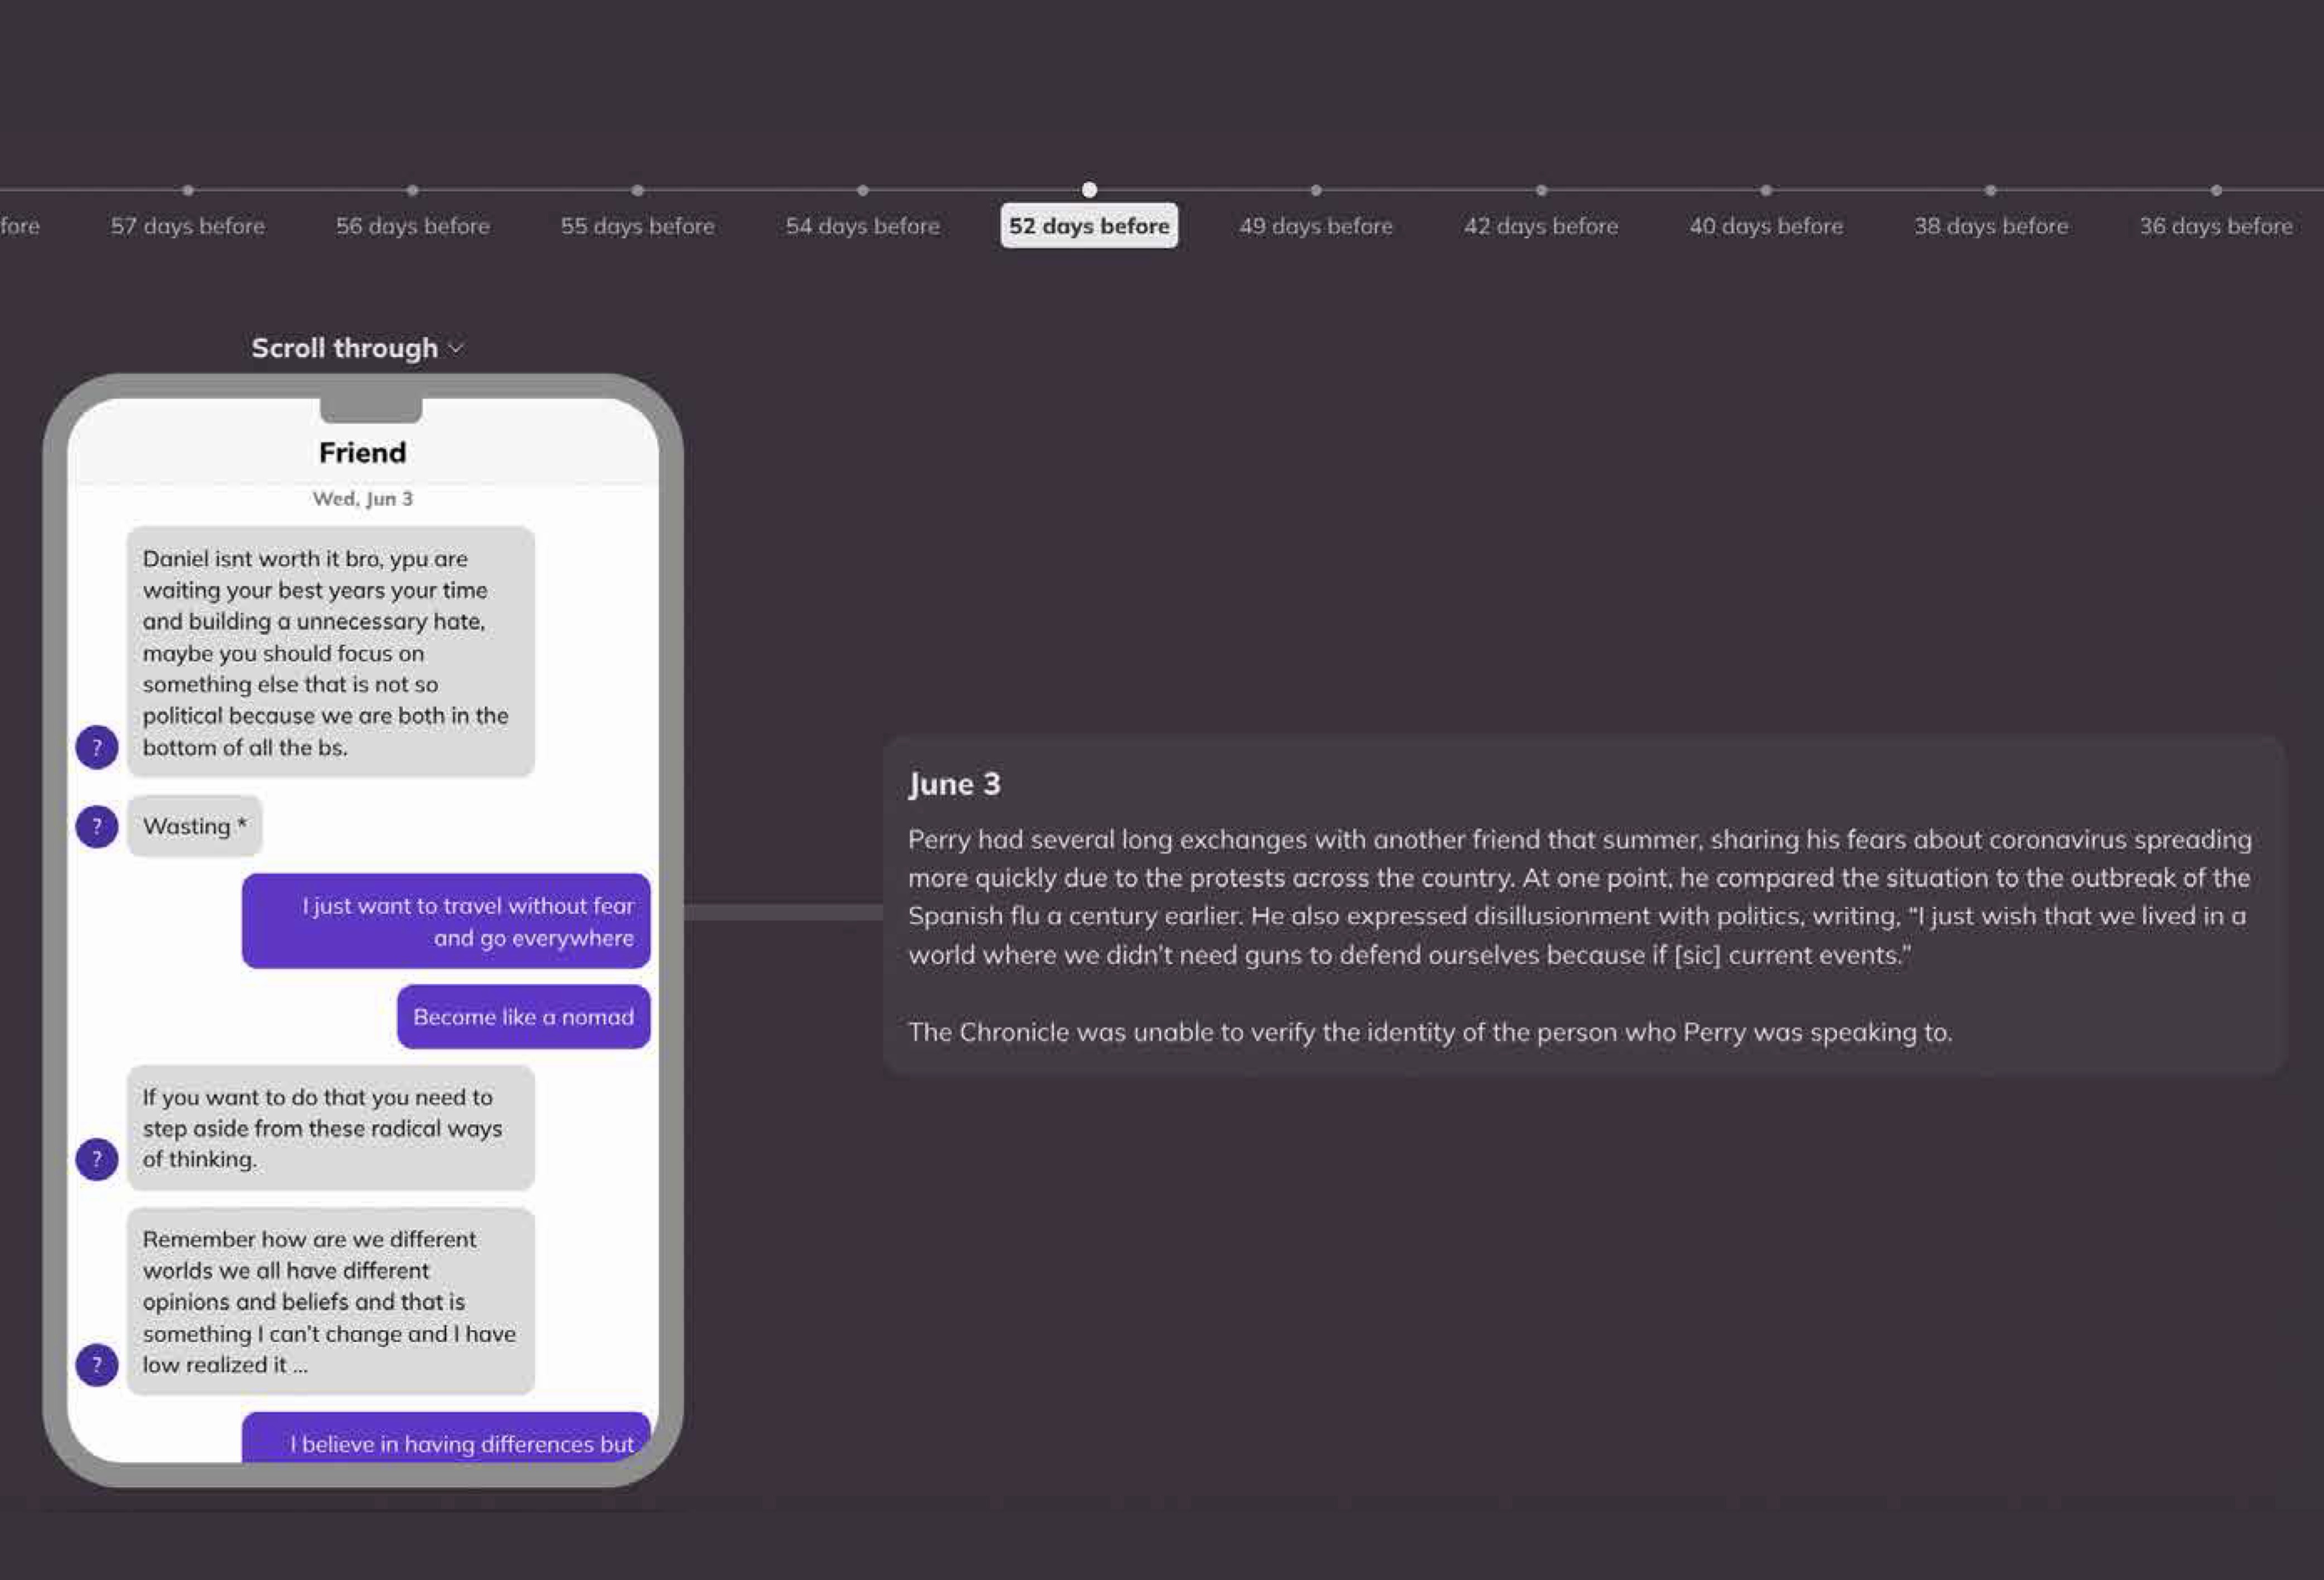 fore
57 days before
56 days before
55 days before
54 days before
52 days before
49 days before
42 days before
40 days before
38 days before
36 days before
Scroll through
Friend
Wed, Jun 3
Daniel isnt worth it bro, ypu are
waiting your best years your time
and building a unnecessary hate,
maybe you should focus on
something else that is not so
political because we are both in the
bottom of all the bs.
?
Wasting *
?
I just want to travel without fear
and go everywhere
Become like a nomad
If you want to do that you need to
step aside from these radical ways
of thinking.
?
Remember how are we different
worlds we all have different
opinions and beliefs and that is
something I can't change and I have
low realized it ...
?
I believe in having differences but
June 3
Perry had several long exchanges with another friend that summer, sharing his fears about coronavirus spreading
more quickly due to the protests across the country. At one point, he compared the situation to the outbreak of the
Spanish flu a century earlier. He also expressed disillusionment with politics, writing, “I just wish that we lived in a
world where we didn't need guns to defend ourselves because if [sic] current events.”
The Chronicle was unable to verify the identity of the person who Perry was speaking to.